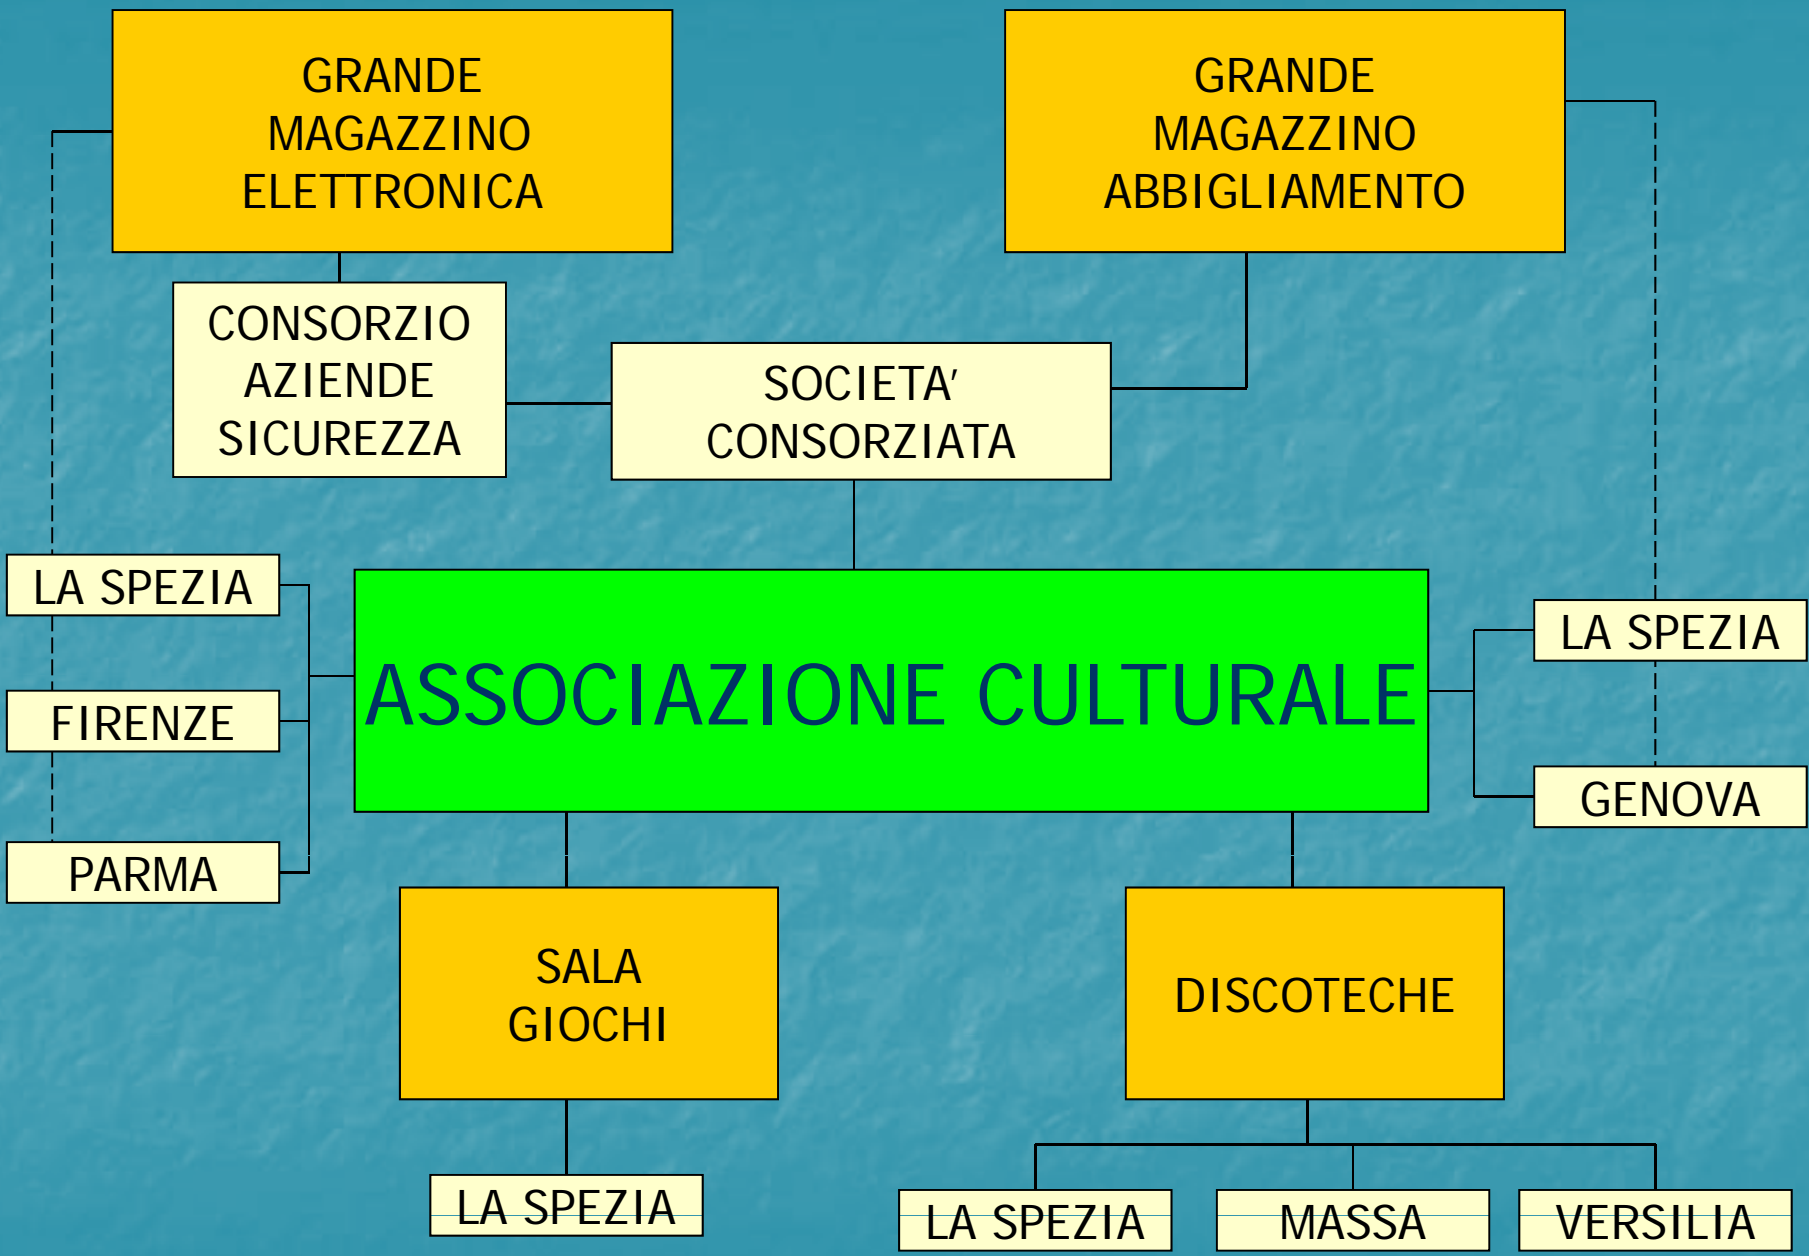 GRANDE
MAGAZZINO
ELETTRONICA
GRANDE
MAGAZZINO
ABBIGLIAMENTO
CONSORZIO
AZIENDE
SICUREZZA
SOCIETA’
CONSORZIATA
LA SPEZIA
FIRENZE
PARMA
ASSOCIAZIONE CULTURALE
LA SPEZIA
GENOVA
SALA
GIOCHI
DISCOTECHE
LA SPEZIA
LA SPEZIA
MASSA
VERSILIA